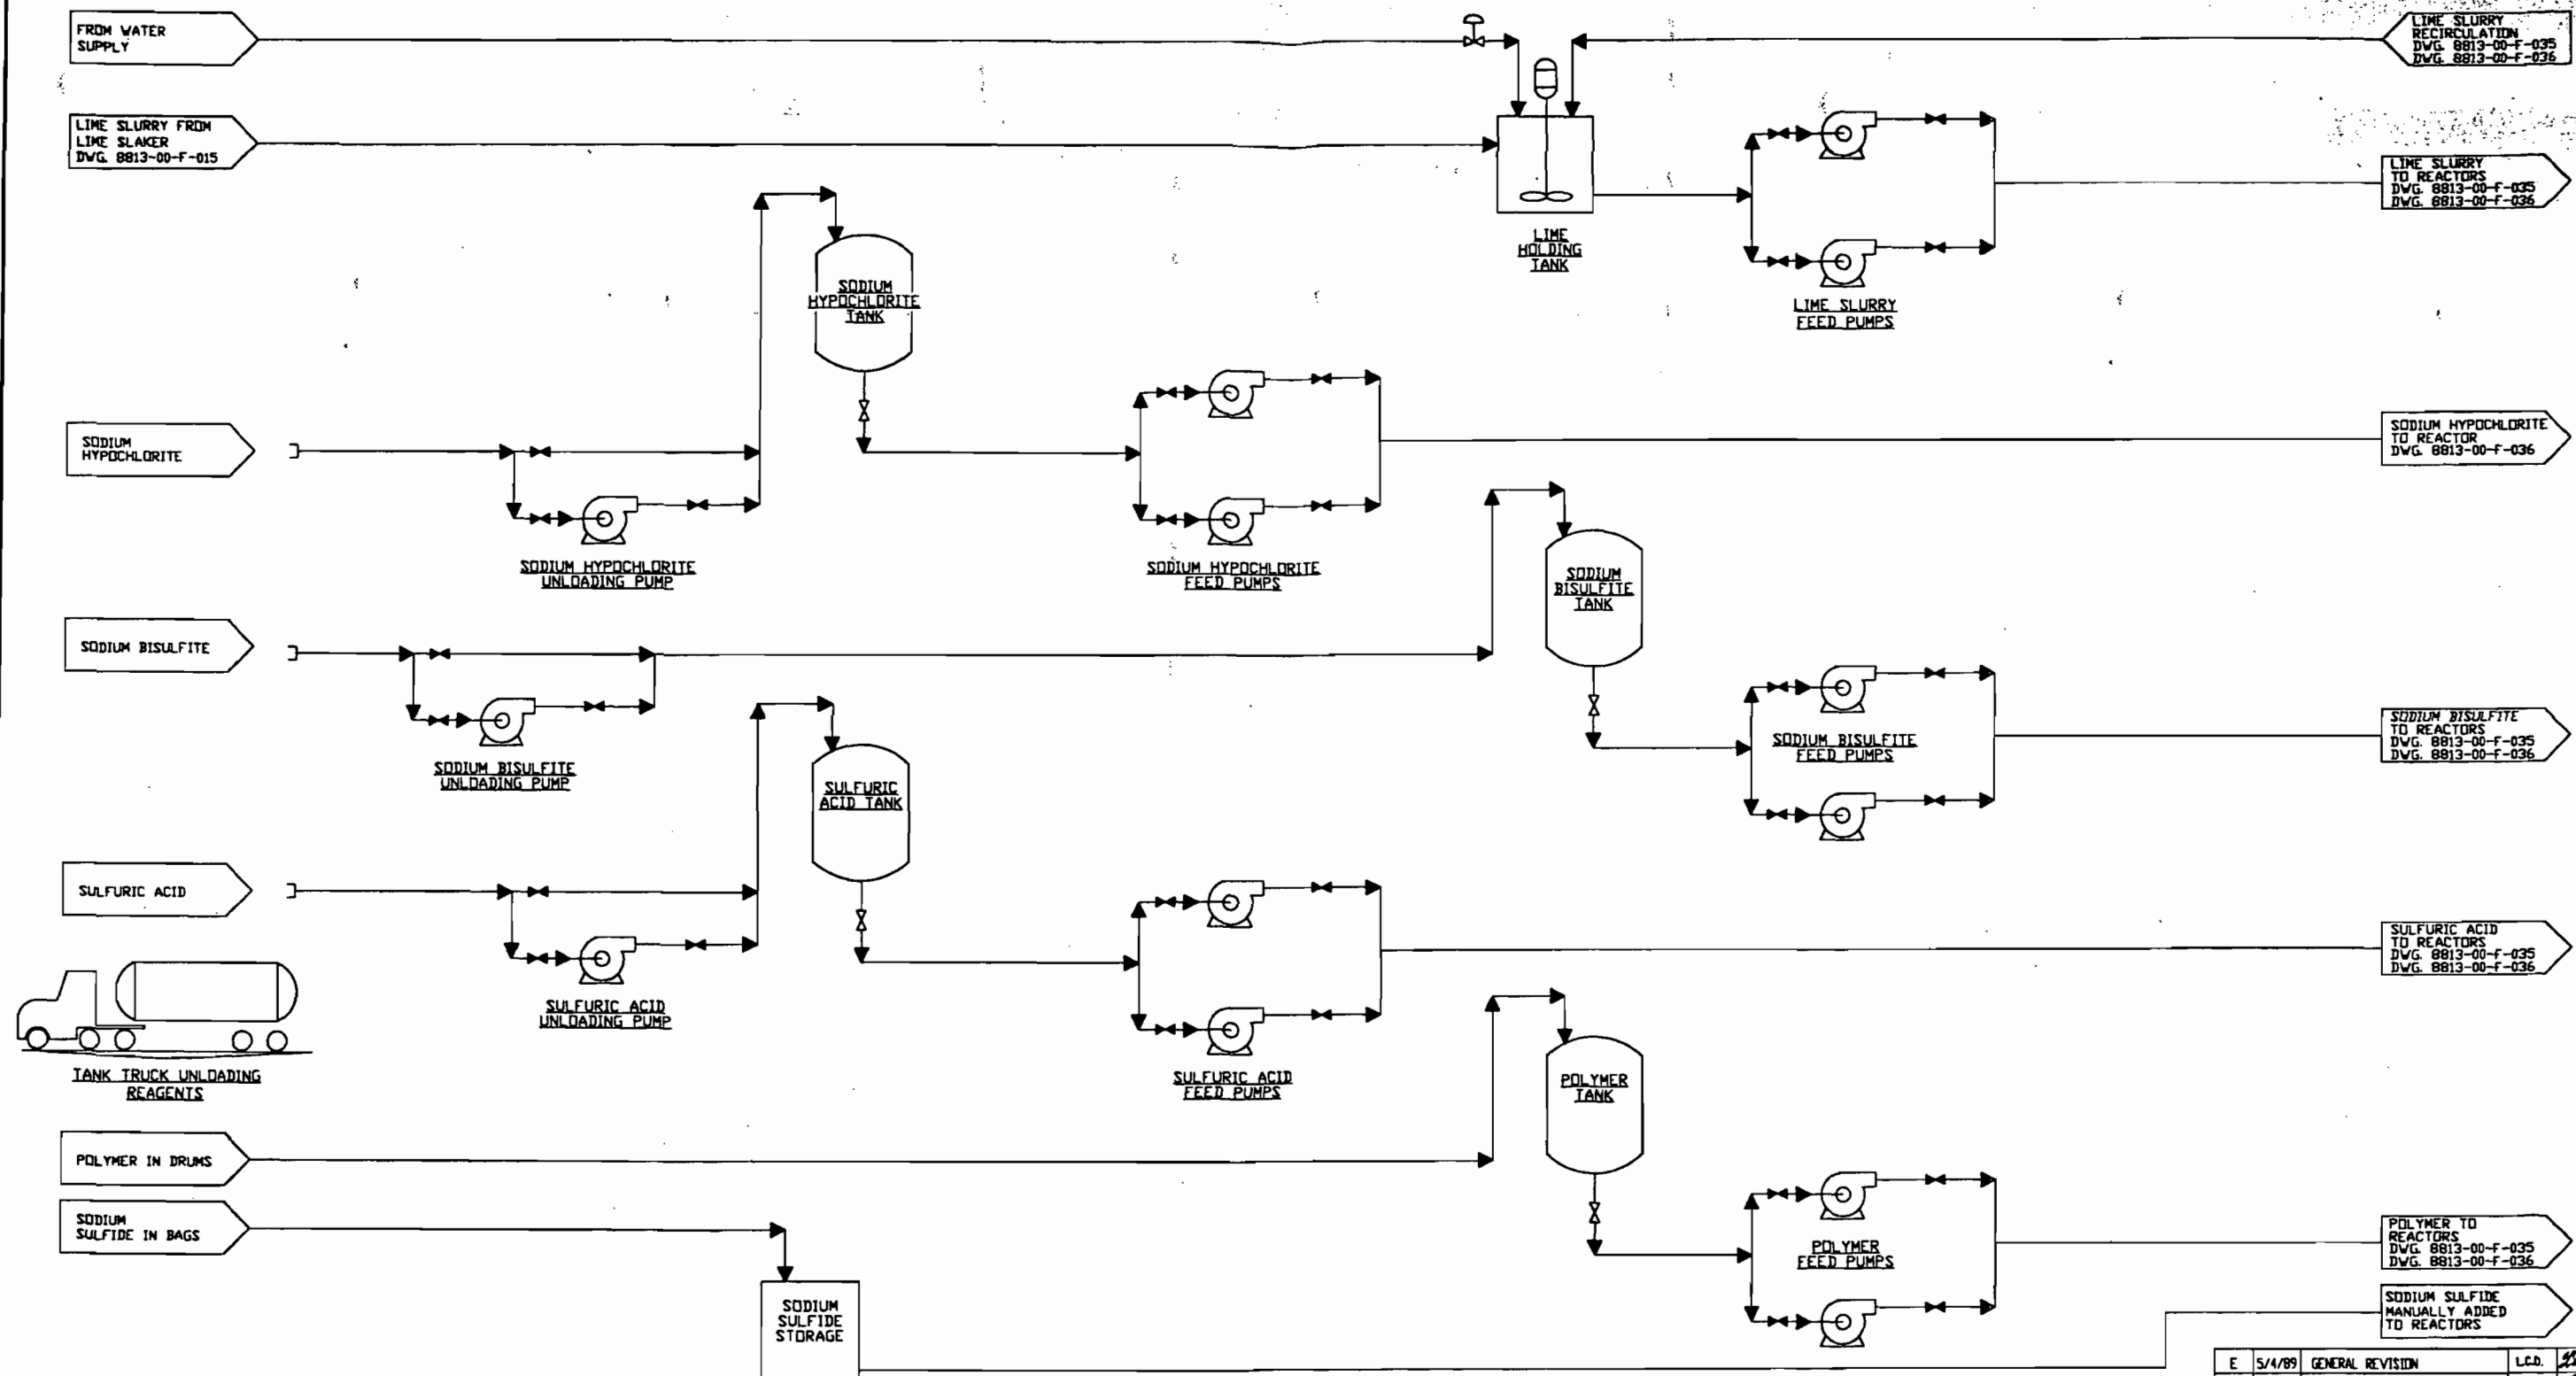 FROM WATER
SUPPLY
LIME SLURRY
RECIRCULATION
DWG. 8813-00-F-035
DWG. 8813-00-F-036
LIME SLURRY FROM
LIME SLAKER
DWG. 8813-00-F-015
LIME SLURRY
TO REACTORS
DWG. 8813-00-F-035
DWG. 8813-00-F-036
LIME
HOLDING
TANK
LIME SLURRY
FEED PUMPS
SODIUM
HYPOCHLORITE
TANK
SODIUM
HYPOCHLORITE
SODIUM HYPOCHLORITE
TO REACTOR
DWG. 8813-00-F-036
SODIUM HYPOCHLORITE
UNLOADING PUMP
SODIUM HYPOCHLORITE
FEED PUMPS
SODIUM
BISULFITE
TANK
SODIUM BISULFITE
SODIUM BISULFITE
UNLOADING PUMP
SODIUM BISULFITE
FEED PUMPS
SODIUM BISULFITE
TO REACTORS
DWG. 8813-00-F-035
DWG. 8813-00-F-036
SULFURIC
ACID TANK
SULFURIC ACID
SULFURIC ACID
TO REACTORS
DWG. 8813-00-F-035
DWG. 8813-00-F-036
SULFURIC ACID
UNLOADING PUMP
SULFURIC ACID
FEED PUMPS
TANK TRUCK UNLOADING
REAGENTS
POLYMER
TANK
POLYMER IN DRUMS
SODIUM
SULFIDE IN BAGS
POLYMER
FEED PUMPS
POLYMER TO
REACTORS
DWG. 8813-00-F-035
DWG. 8813-00-F-036
SODIUM
SULFIDE
STORAGE
SODIUM SULFIDE
MANUALLY ADDED
TO REACTORS
E 5/4/89 GENERAL REVISION L.C.D.